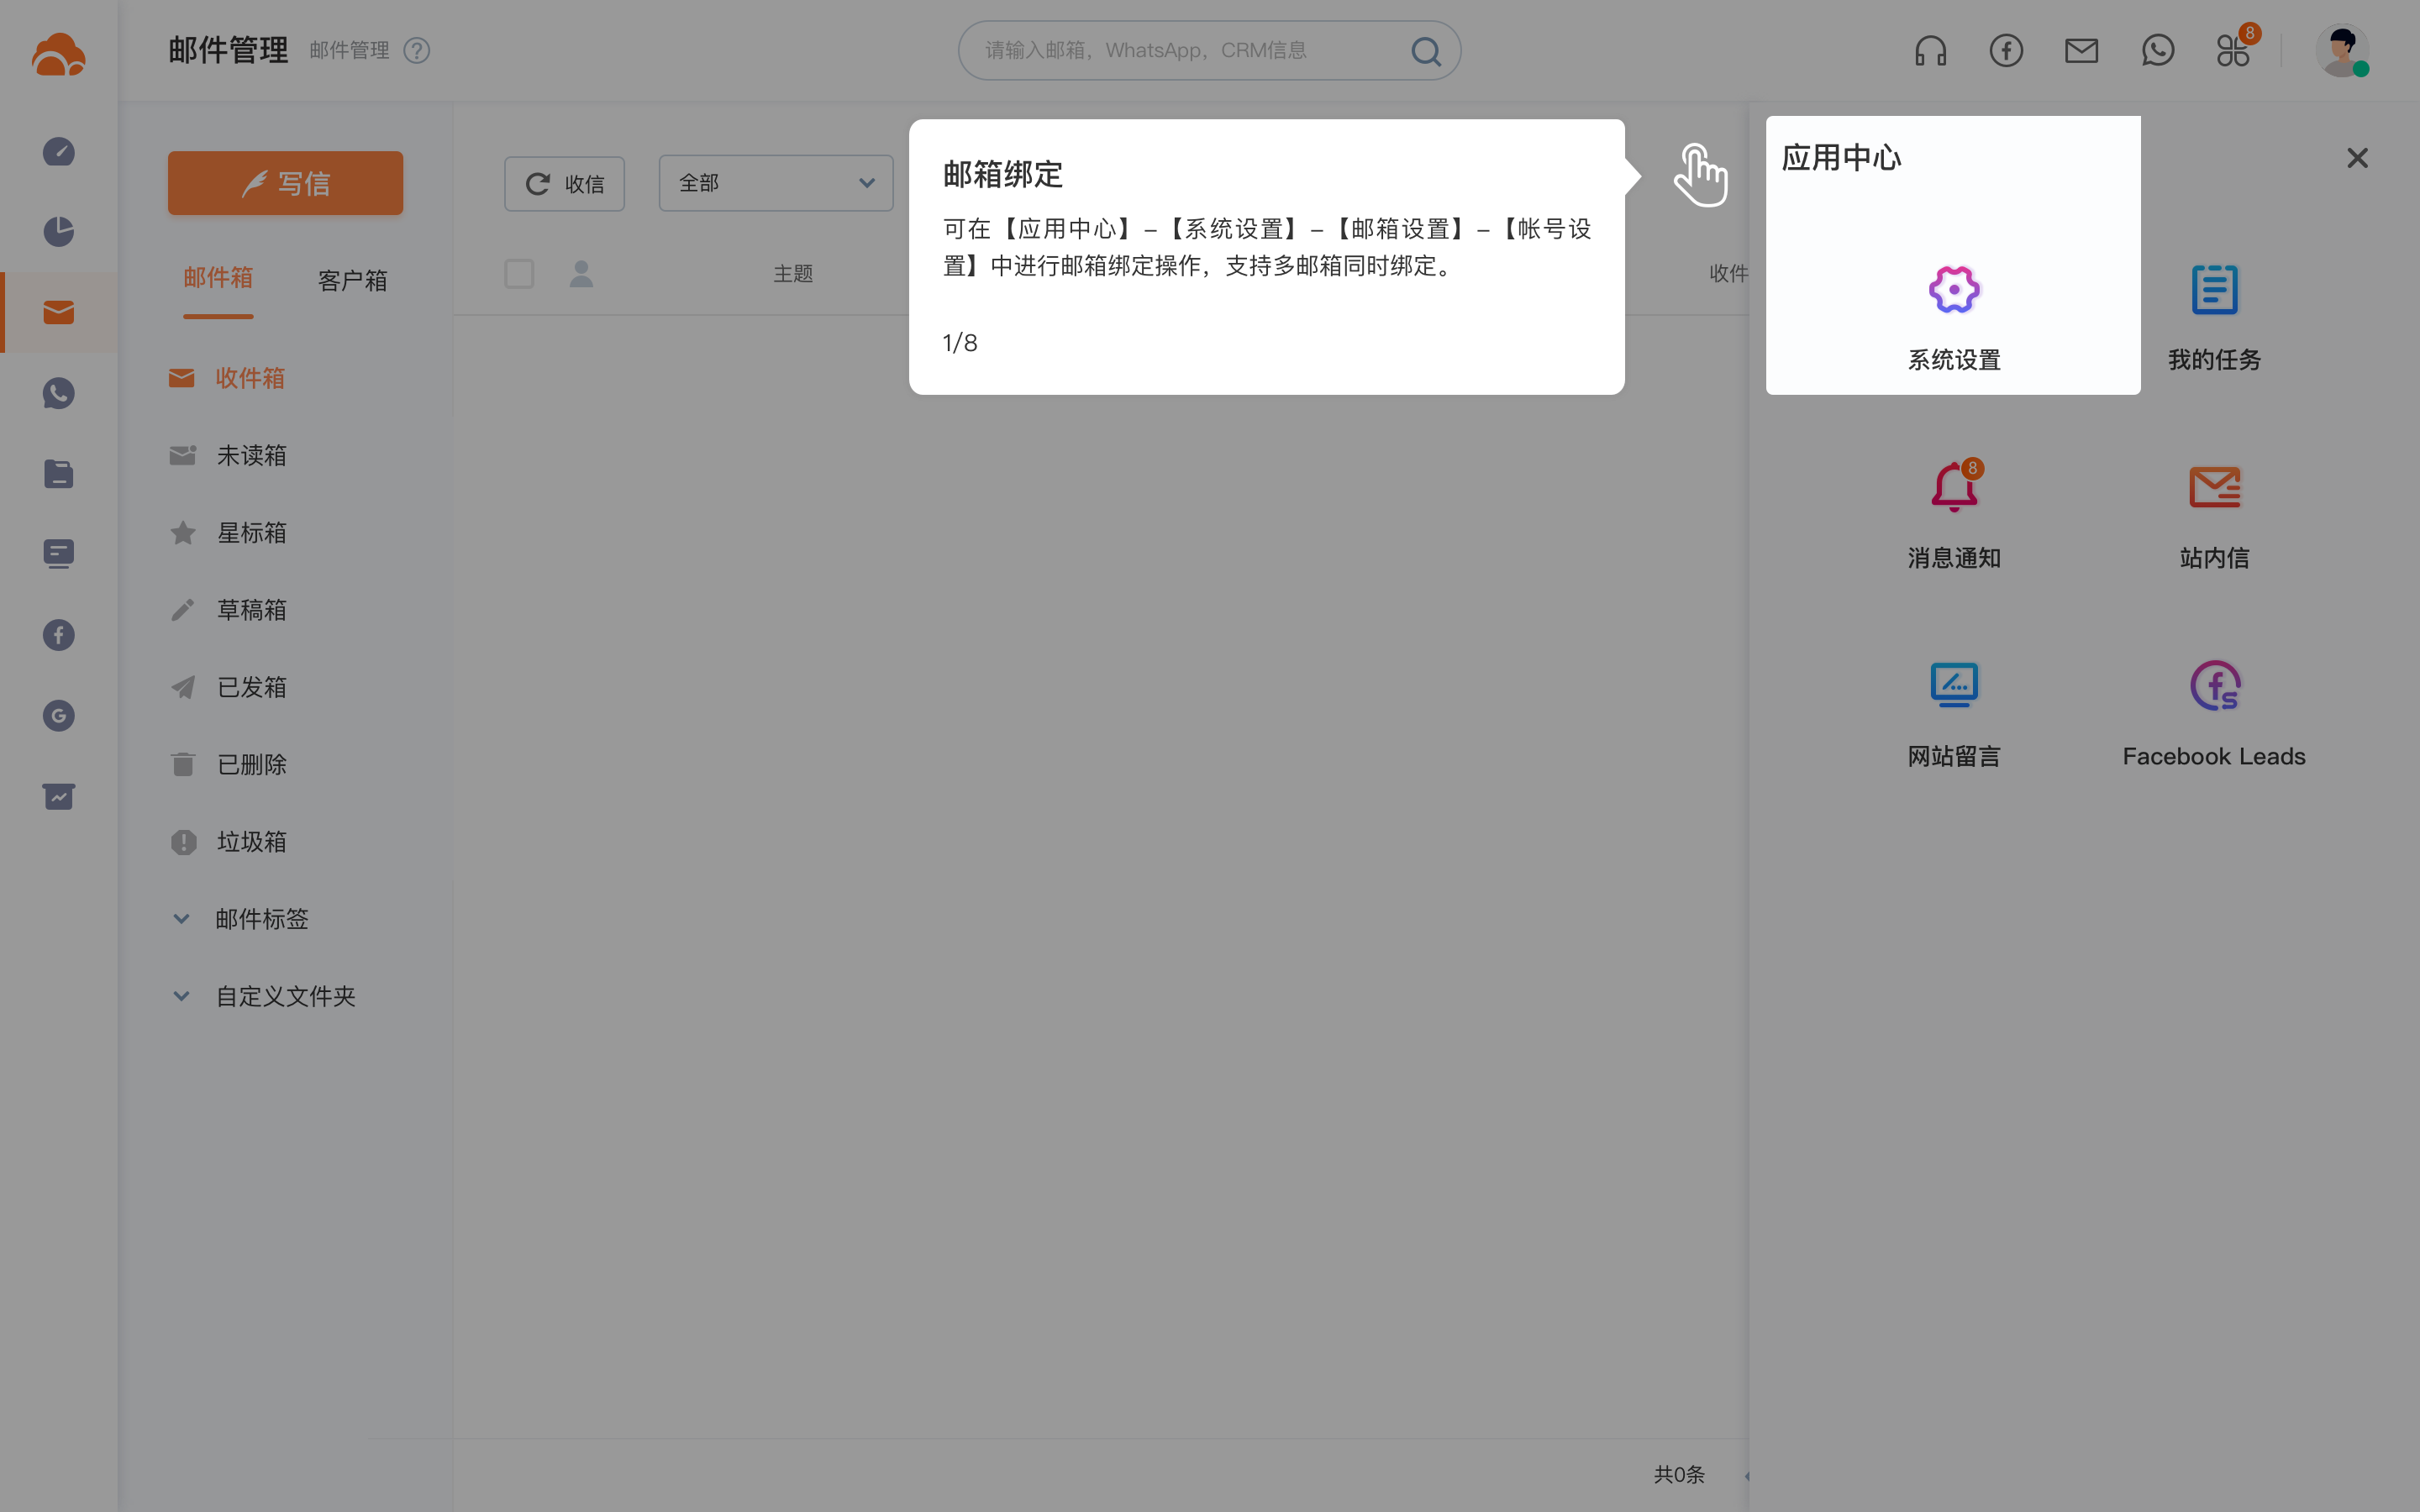 邮件管理 邮件管理 ?
请输入邮箱，WhatsApp，CRM信息
8
写信
邮件箱 客户箱
收件箱
未读箱
星标箱
草稿箱
已发箱
已删除
垃圾箱
邮件标签
自定义文件夹
收信 全部
主题 收件
邮箱绑定
可在【应用中心】–【系统设置】–【邮箱设置】–【帐号设
置】中进行邮箱绑定操作，支持多邮箱同时绑定。
1/8
应用中心
系统设置 我的任务
8
消息通知 站内信
网站留言 Facebook Leads
共0条